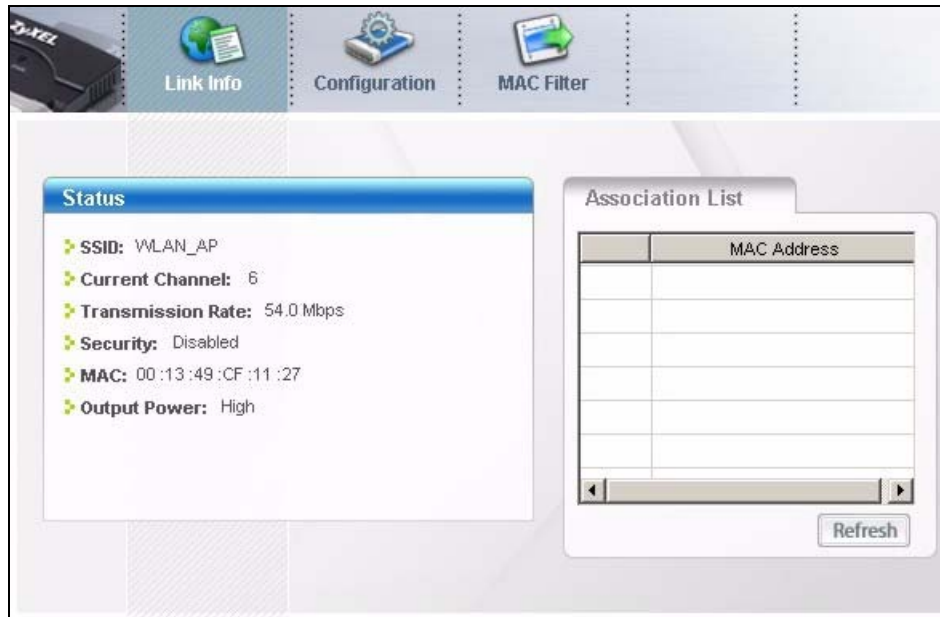 ZyXEL
Link Info
Configuration
MAC Filter
Status
SSID: WLAN_AP
Current Channel: 6
Transmission Rate: 54.0 Mbps
Security: Disabled
MAC: 00 :13 :49 :CF :11 :27
Output Power: High
Association List
MAC Address
Refresh